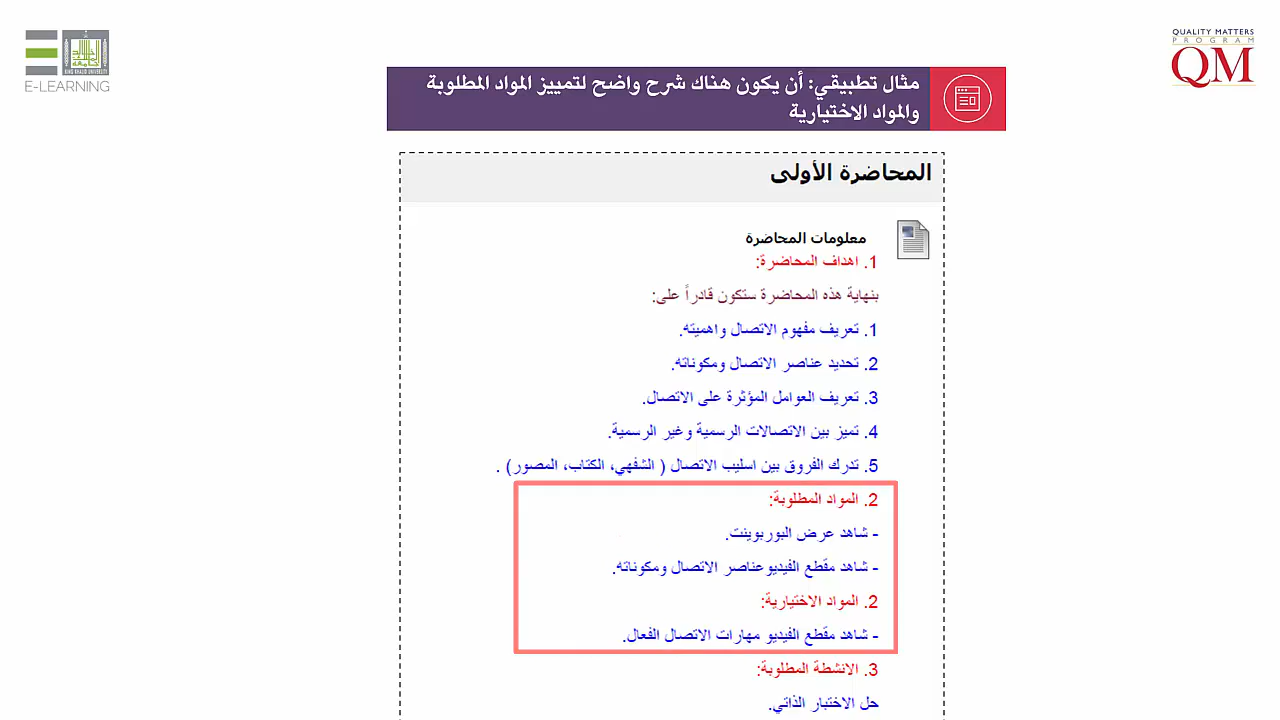 E-LEARNING
KING KHALID UNIVERSITY
QUALITY MATTERS
PROGRAM
QM
مثال تطبيقي: أن يكون هناك شرح واضح لتمييز المواد المطلوبة
والمواد الاختيارية
المحاضرة الأولى
معلومات المحاضرة
1. اهداف المحاضرة:
بنهاية هذه المحاضرة ستكون قادراً على:
1. تعريف مفهوم الاتصال واهميته.
2. تحديد عناصر الاتصال ومكوناته.
3. تعريف العوامل المؤثرة على الاتصال.
4. تميز بين الاتصالات الرسمية وغير الرسمية.
5. تدرك الفروق بين اسليب الاتصال ( الشفهي، الكتاب، المصور) .
2. المواد المطلوبة:
- شاهد عرض البوربوينت.
- شاهد مقطع الفيديوعناصر الاتصال ومكوناته.
2. المواد الاختيارية:
- شاهد مقطع الفيديو مهارات الاتصال الفعال.
3. الانشطة المطلوبة:
حل الاختبار الذاتي.